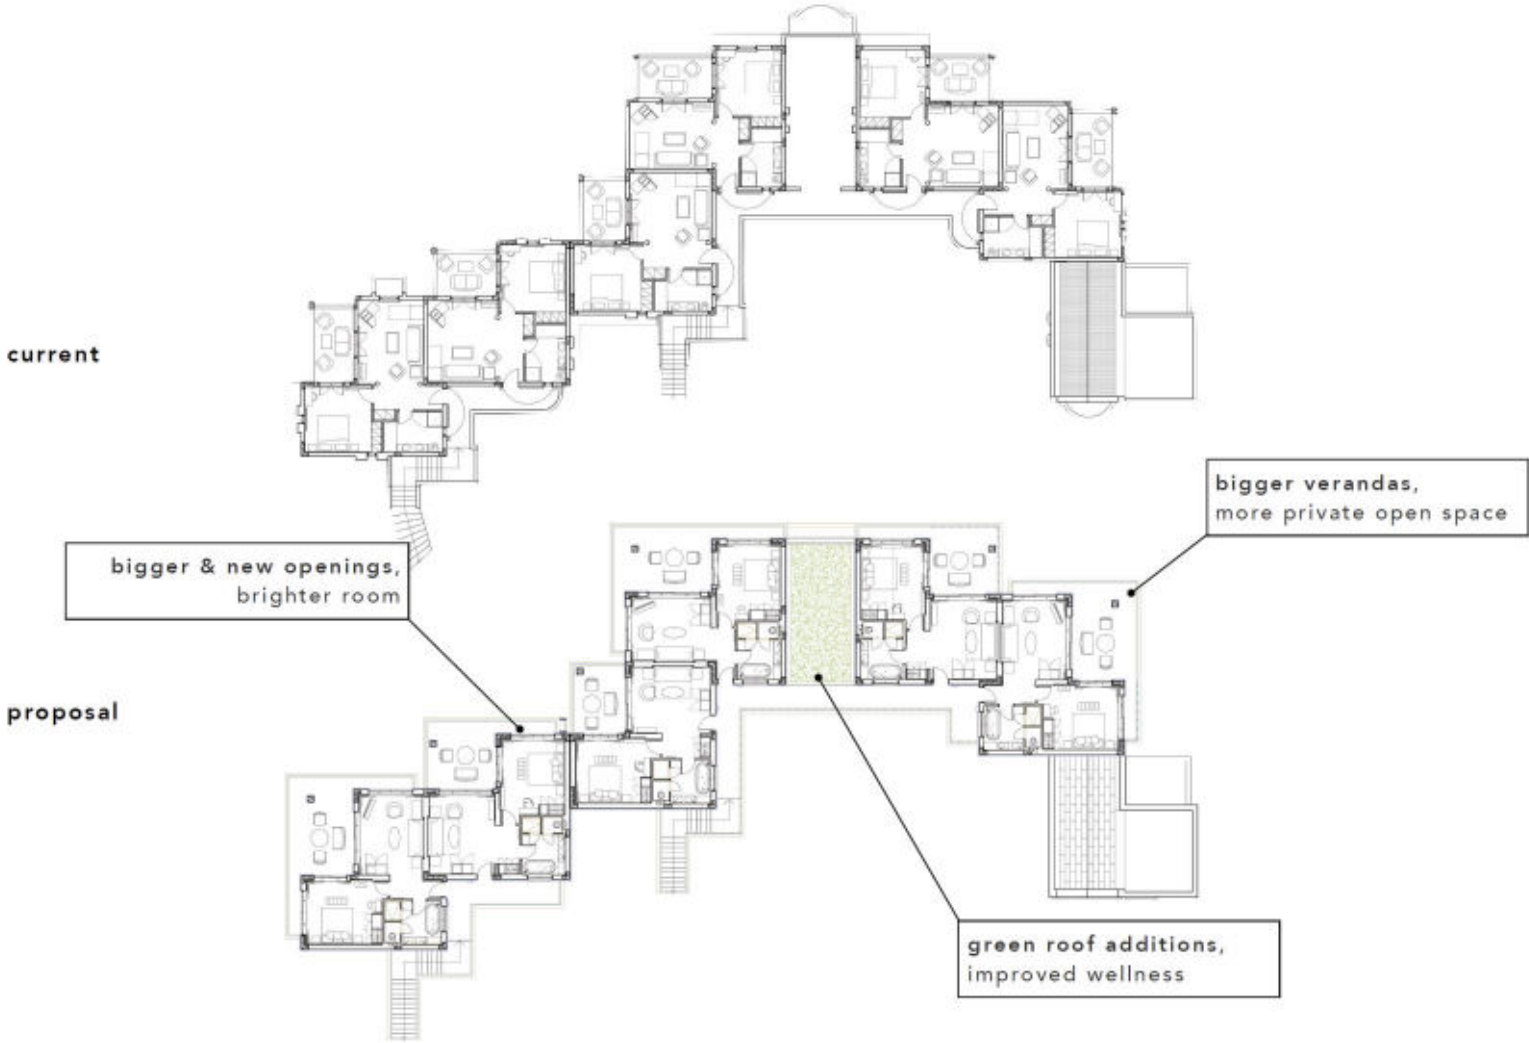 current
bigger verandas,
more private open space
bigger & new openings,
brighter room
proposal
green roof additions,
improved wellness